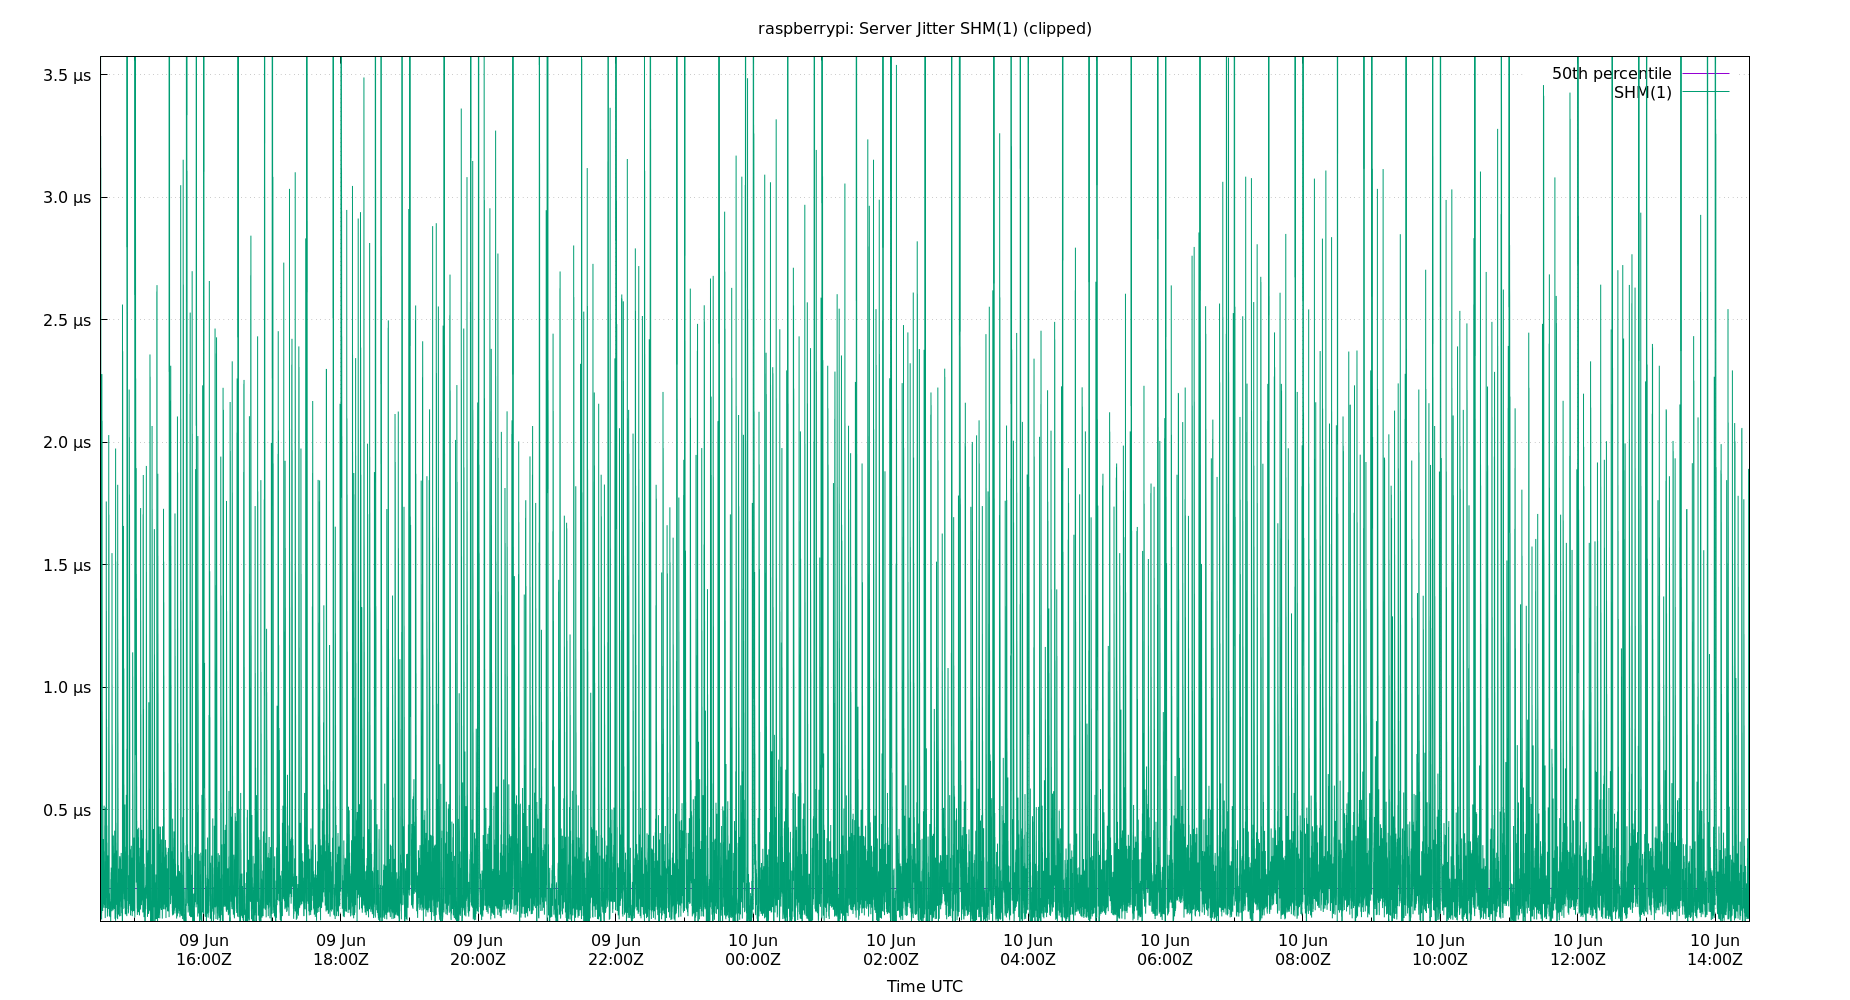 raspberrypi: Server Jitter SHM(1) (clipped)
3.5 µs
3.0 µs
2.5 µs
2.0 µs
1.5 µs
1.0 µs
0.5 µs
50th percentile
SHM(1)
09 Jun
16:00Z
09 Jun
18:00Z
09 Jun
20:00Z
09 Jun
22:00Z
10 Jun
00:00Z
10 Jun
02:00Z
10 Jun
04:00Z
10 Jun
06:00Z
10 Jun
08:00Z
10 Jun
10:00Z
10 Jun
12:00Z
10 Jun
14:00Z
Time UTC